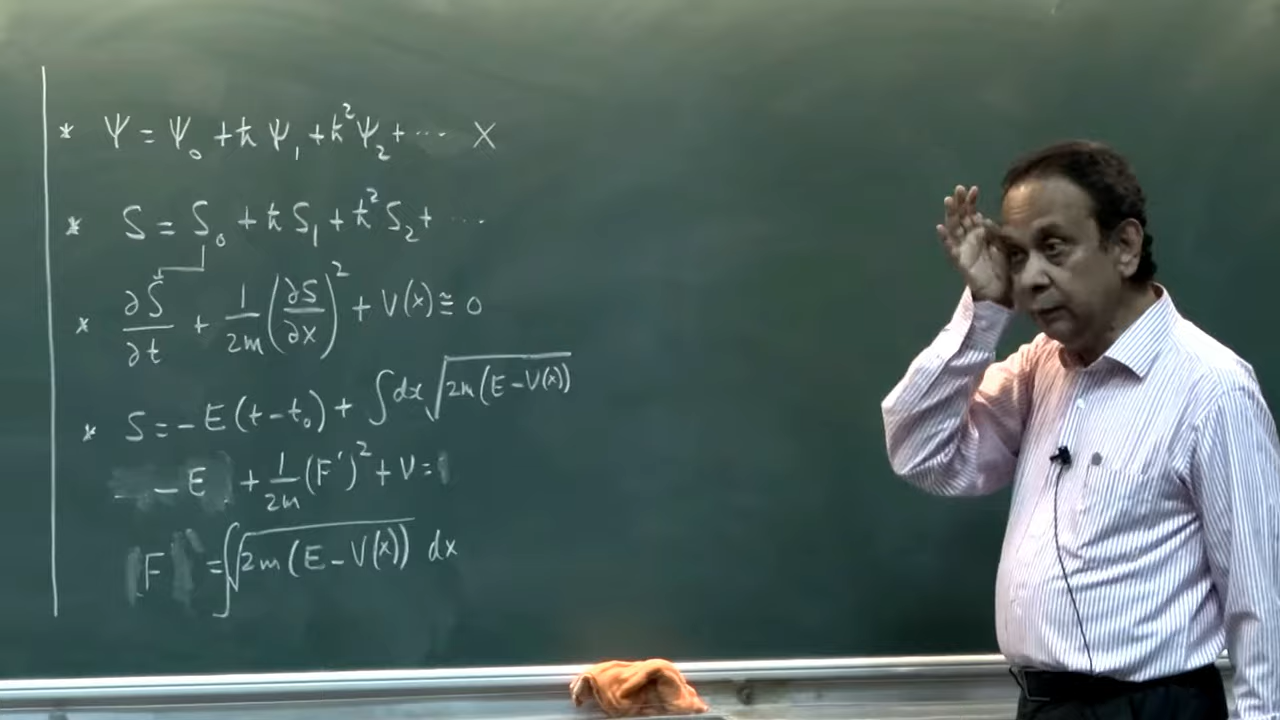 * Ψ = Ψ₀ + ħ Ψ₁ + ħ² Ψ₂ + ⋯ X
* S = S₀ + ħ S₁ + ħ² S₂ + ⋯
* ∂S/∂t + 1/2m (∂S/∂x)² + V(x) ≅ 0
* S = − E (t − t₀) + ∫ dx √(2m (E − V(x)))
− E + 1/2m (F′)² + V =
F = ∫ √(2m (E − V(x))) dx